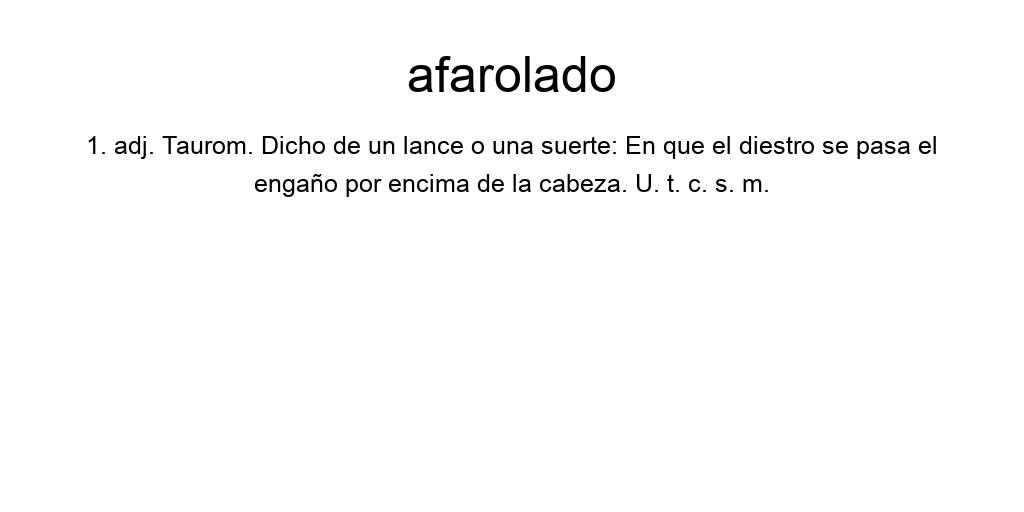 afarolado
1. adj. Taurom. Dicho de un lance o una suerte: En que el diestro se pasa el
engaño por encima de la cabeza. U. t. c. s. m.